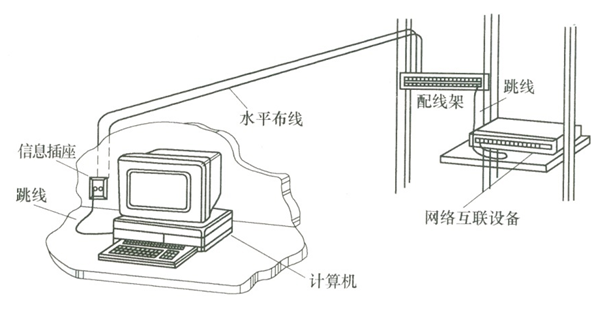 配线架
跳线
水平布线
信息插座
跳线
网络互联设备
计算机